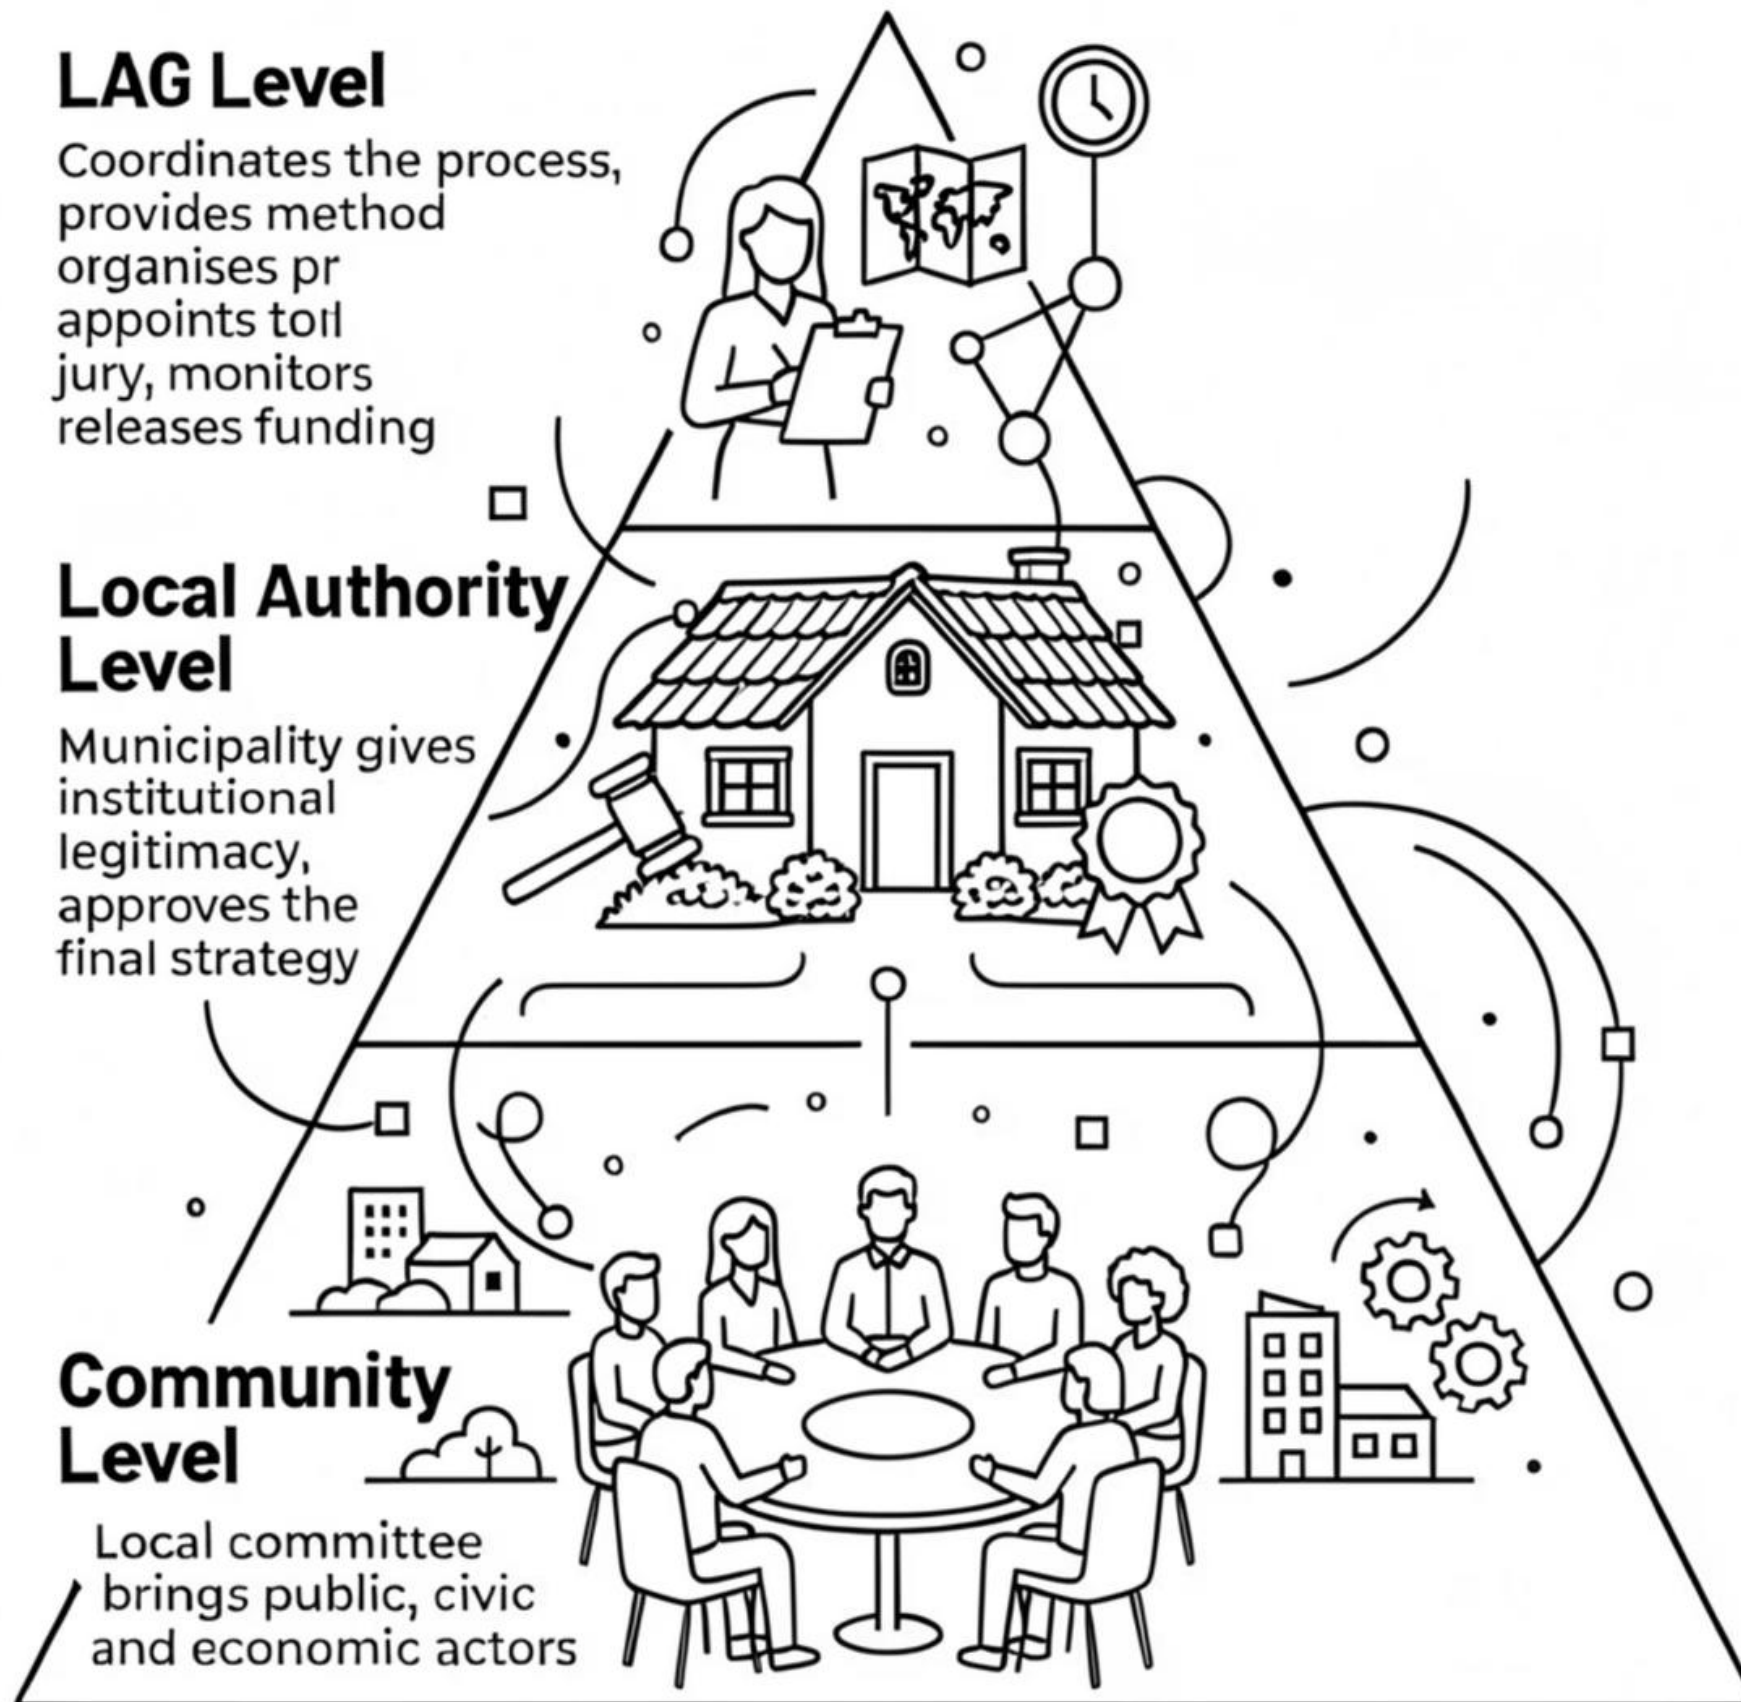 LAG Level
Coordinates the process,
provides method
organises pr
appoints
jury, monitors
releases funding
Local Authority
Level
Municipality gives
institutional
legitimacy,
approves the
final strategy
Community
Level
Local committee
brings public, civic
and economic actors